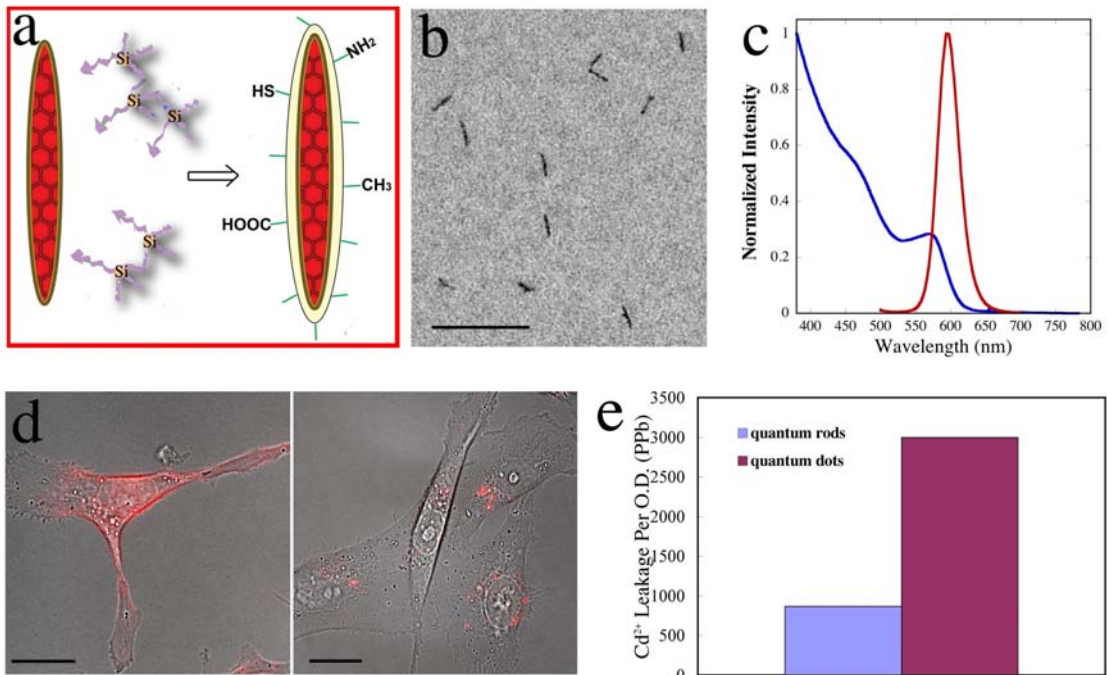 a
Si
Si
Si
Si
Si
NH₂
HS
CH₃
HOOC
b
c
Normalized Intensity
1
0.8
0.6
0.4
0.2
0
400 450 500 550 600 650 700 750 800
Wavelength (nm)
d
e
Cd²⁺ Leakage Per O.D. (PPb)
3500
3000
2500
2000
1500
1000
500
0
quantum rods
quantum dots